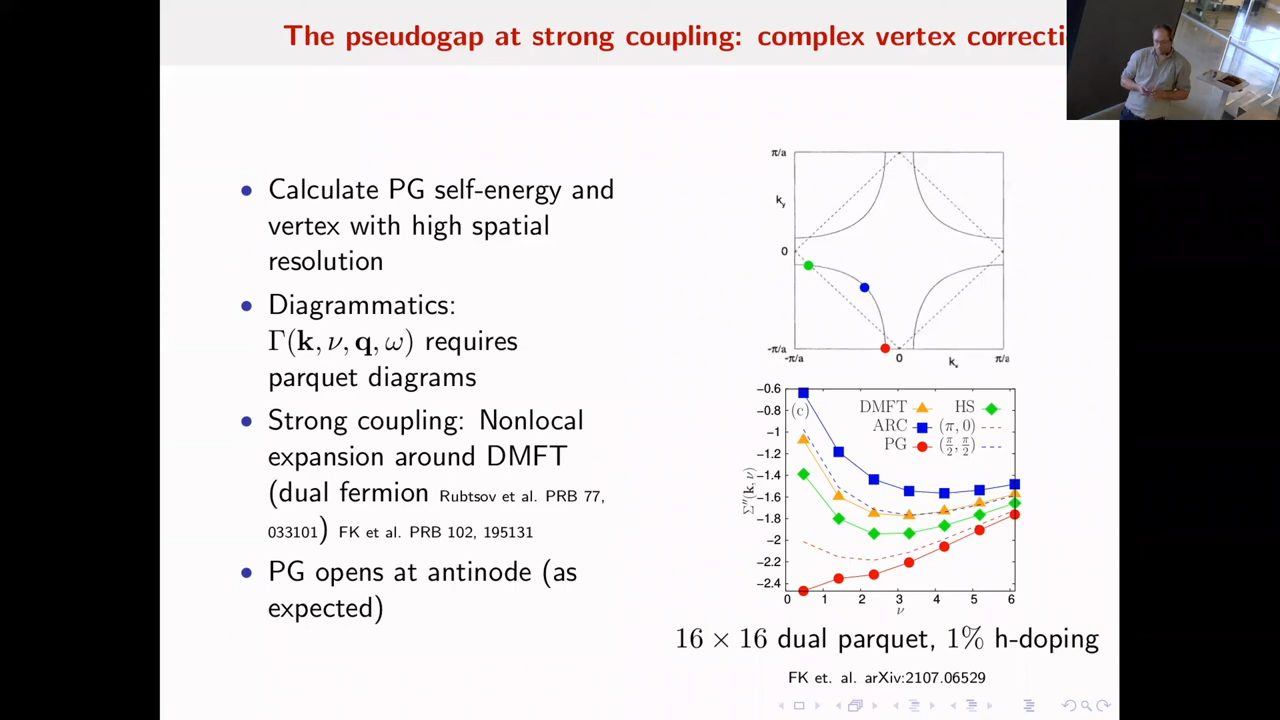 The pseudogap at strong coupling: complex vertex correcti
• Calculate PG self-energy and
vertex with high spatial
resolution
• Diagrammatics:
Γ(k, ν, q, ω) requires
parquet diagrams
• Strong coupling: Nonlocal
expansion around DMFT
(dual fermion Rubtsov et al. PRB 77,
033101) FK et al. PRB 102, 195131
• PG opens at antinode (as
expected)
π/a
k_y
0
-π/a
-π/a 0 k_x π/a
(c) DMFT HS
ARC (π, 0)
PG (π/2, π/2)
Σ″(k, ν)
−0.6
−0.8
−1
−1.2
−1.4
−1.6
−1.8
−2
−2.2
−2.4
0 1 2 3 4 5 6
ν
16 × 16 dual parquet, 1% h-doping
FK et. al. arXiv:2107.06529